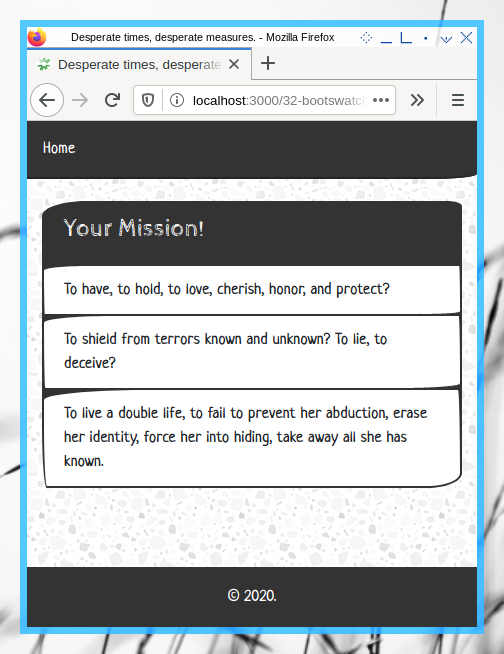 Desperate times, desperate measures. - Mozilla Firefox
Desperate times, desperate
localhost:3000/32-bootswatc
Home
Your Mission!
To have, to hold, to love, cherish, honor, and protect?
To shield from terrors known and unknown? To lie, to
deceive?
To live a double life, to fail to prevent her abduction, erase
her identity, force her into hiding, take away all she has
known.
© 2020.